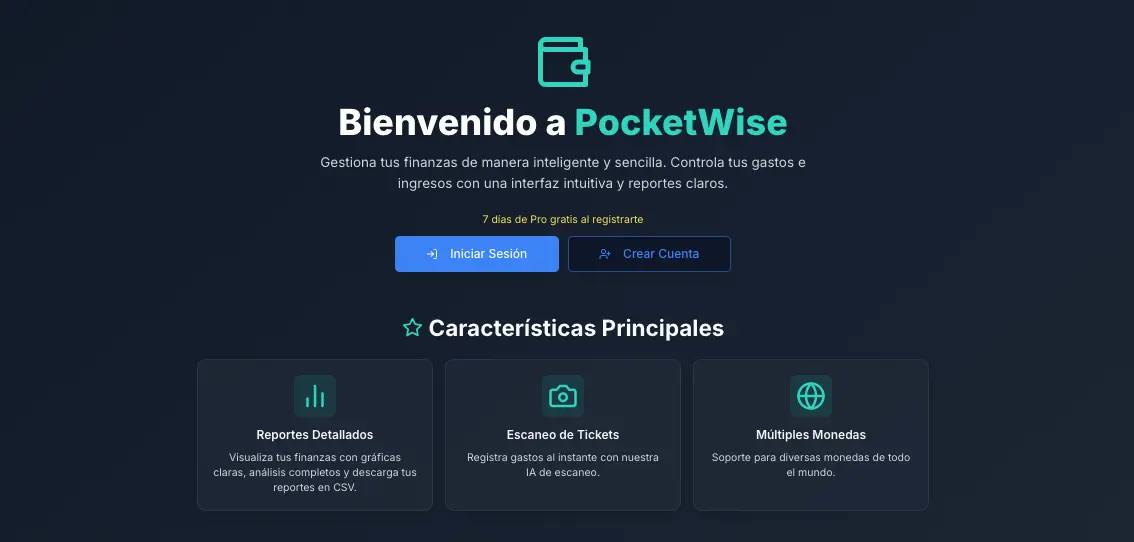 Bienvenido a PocketWise
Gestiona tus finanzas de manera inteligente y sencilla. Controla tus gastos e
ingresos con una interfaz intuitiva y reportes claros.
7 días de Pro gratis al registrarte
Iniciar Sesión
Crear Cuenta
Características Principales
Reportes Detallados
Visualiza tus finanzas con gráficas
claras, análisis completos y descarga tus
reportes en CSV.
Escaneo de Tickets
Registra gastos al instante con nuestra
IA de escaneo.
Múltiples Monedas
Soporte para diversas monedas de todo
el mundo.